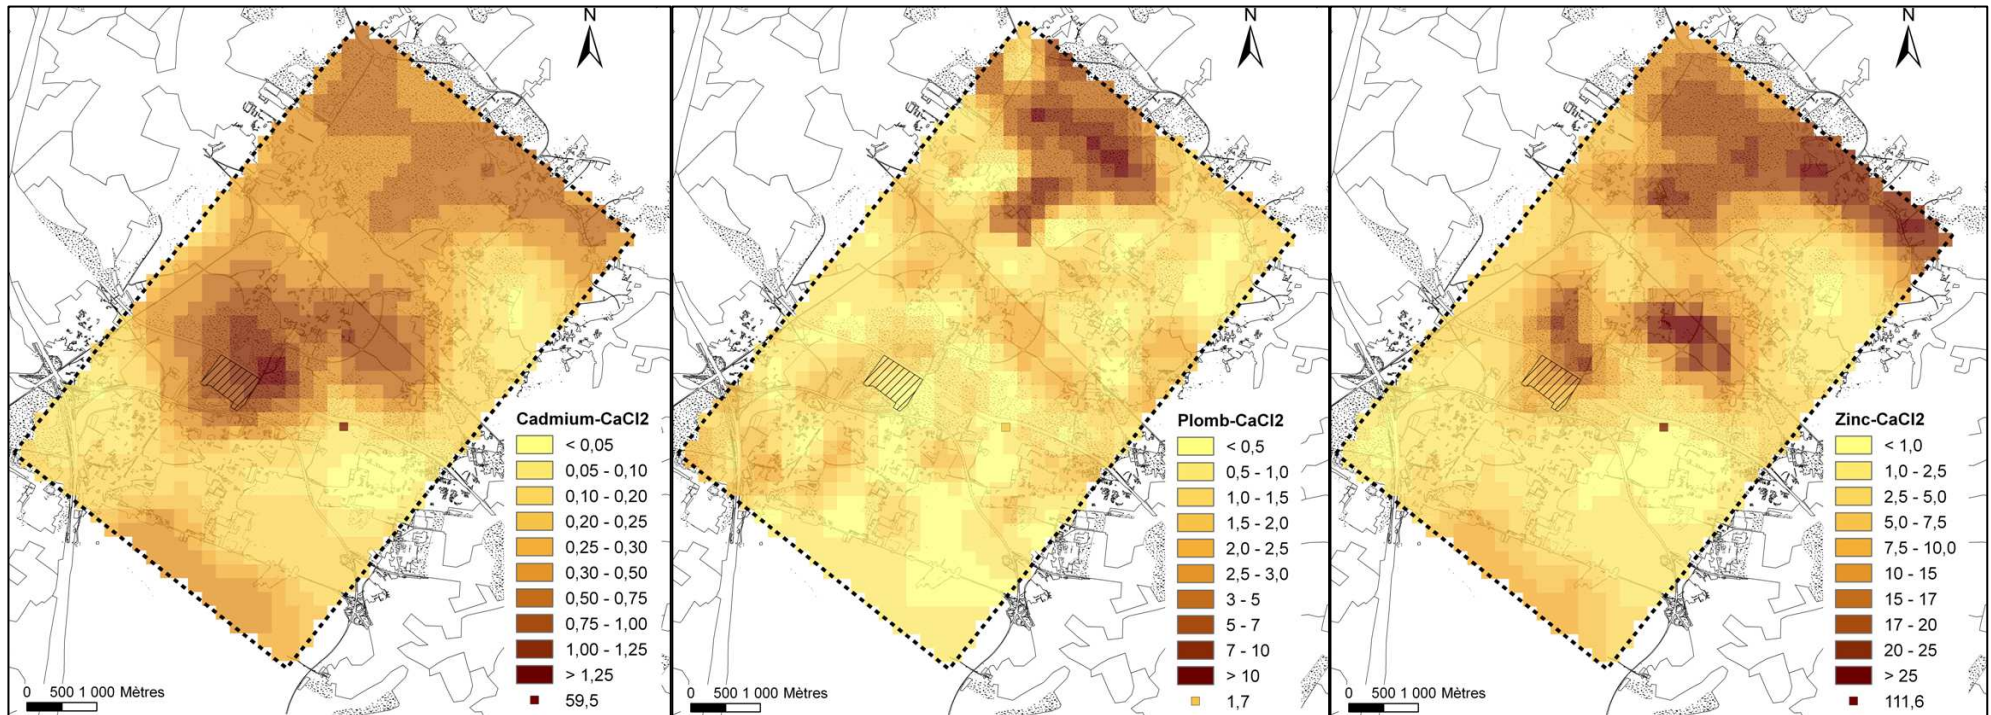 N
Cadmium-CaCl2
< 0,05
0,05 - 0,10
0,10 - 0,20
0,20 - 0,25
0,25 - 0,30
0,30 - 0,50
0,50 - 0,75
0,75 - 1,00
1,00 - 1,25
> 1,25
59,5
0 500 1 000 Mètres
N
Plomb-CaCl2
< 0,5
0,5 - 1,0
1,0 - 1,5
1,5 - 2,0
2,0 - 2,5
2,5 - 3,0
3 - 5
5 - 7
7 - 10
> 10
1,7
0 500 1 000 Mètres
N
Zinc-CaCl2
< 1,0
1,0 - 2,5
2,5 - 5,0
5,0 - 7,5
7,5 - 10,0
10 - 15
15 - 17
17 - 20
20 - 25
> 25
111,6
0 500 1 000 Mètres